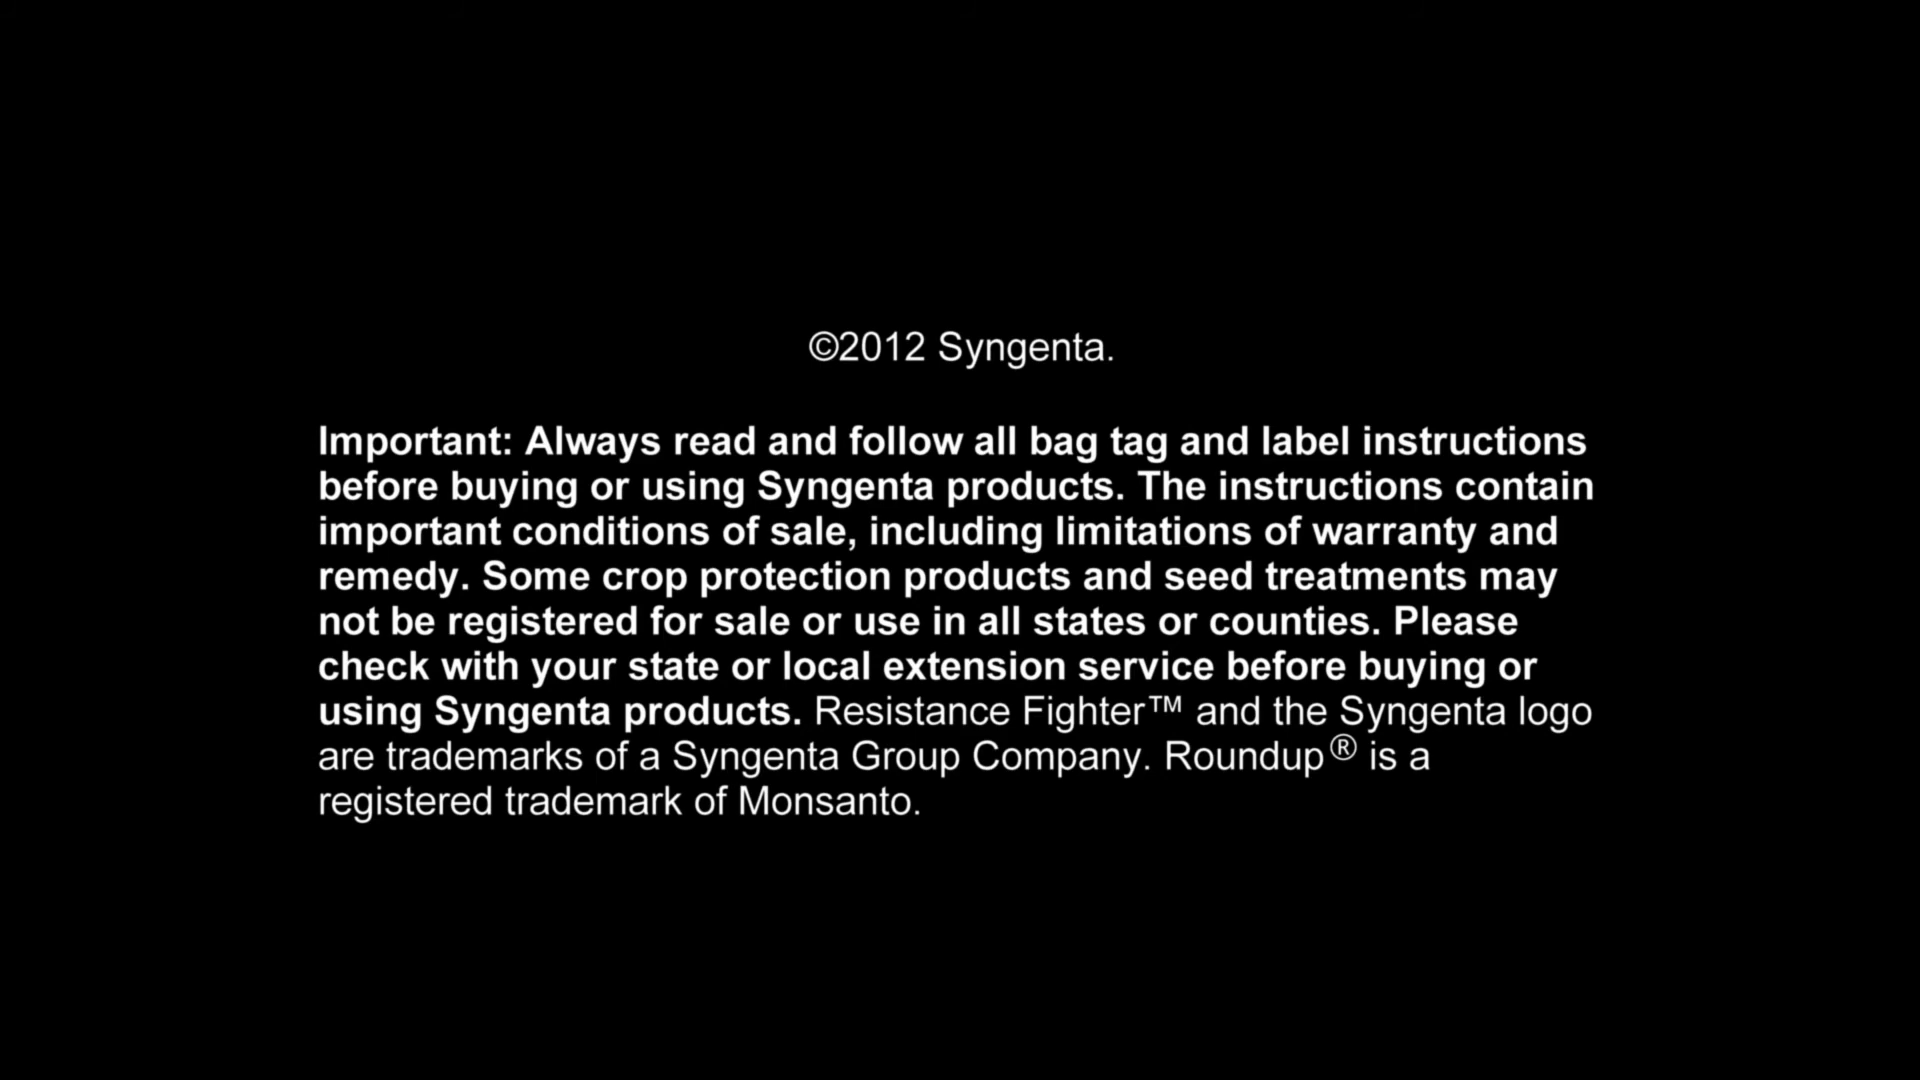 ©2012 Syngenta.
Important: Always read and follow all bag tag and label instructions
before buying or using Syngenta products. The instructions contain
important conditions of sale, including limitations of warranty and
remedy. Some crop protection products and seed treatments may
not be registered for sale or use in all states or counties. Please
check with your state or local extension service before buying or
using Syngenta products. Resistance Fighter™ and the Syngenta logo
are trademarks of a Syngenta Group Company. Roundup® is a
registered trademark of Monsanto.